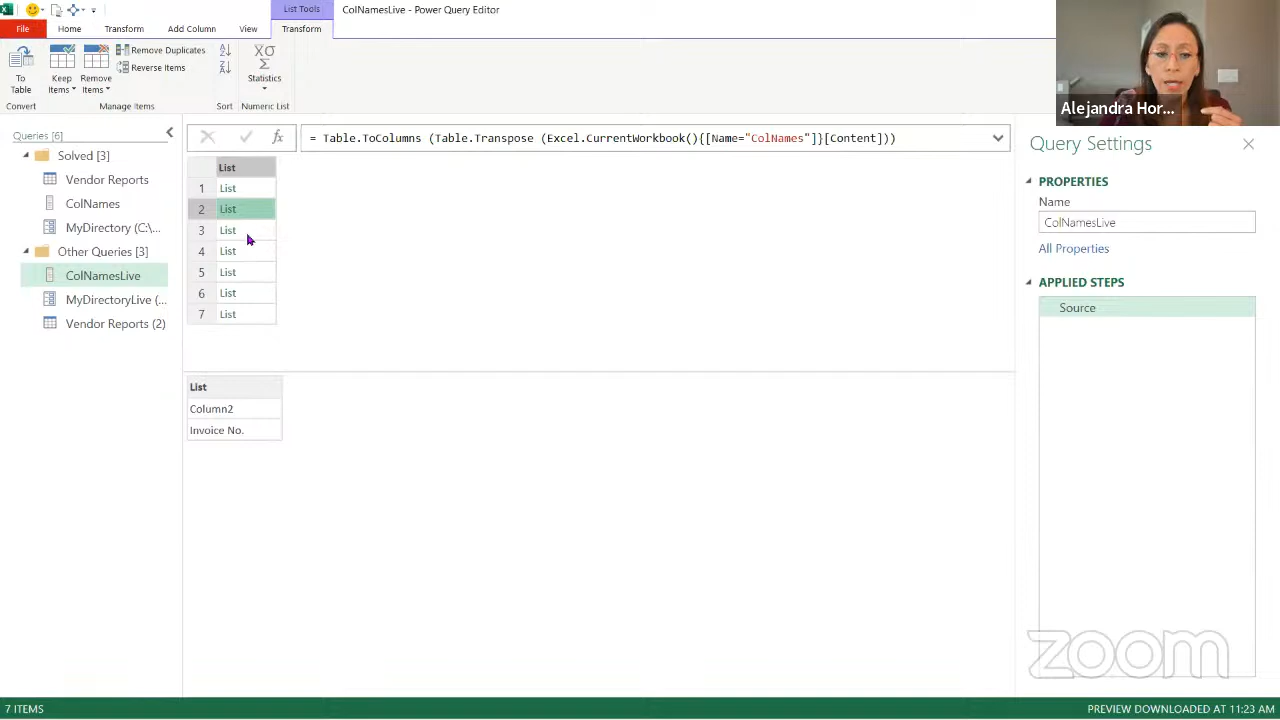 List Tools
ColNamesLive - Power Query Editor
File
Home
Transform
Add Column
View
Transform
To
Table
Keep
Items
Remove
Items
Remove Duplicates
Reverse Items
Statistics
Convert
Manage Items
Sort
Numeric List
Alejandra Hor...
Queries [6]
Solved [3]
Vendor Reports
ColNames
MyDirectory (C:\...
Other Queries [3]
ColNamesLive
MyDirectoryLive (...
Vendor Reports (2)
= Table.ToColumns (Table.Transpose (Excel.CurrentWorkbook(){[Name="ColNames"]}[Content]))
List
1 List
2 List
3 List
4 List
5 List
6 List
7 List
List
Column2
Invoice No.
Query Settings
PROPERTIES
Name
ColNamesLive
All Properties
APPLIED STEPS
Source
zoom
7 ITEMS
PREVIEW DOWNLOADED AT 11:23 AM